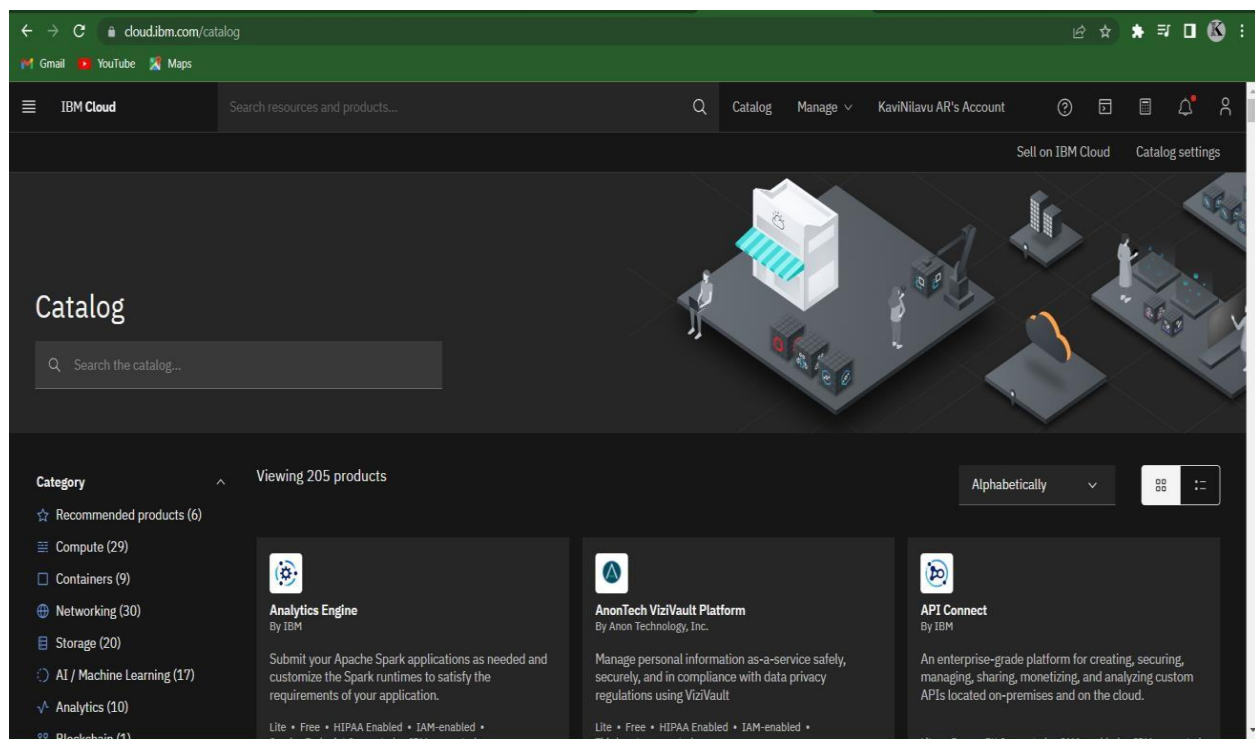 cloud.ibm.com/catalog
K
Gmail YouTube Maps
IBM Cloud Search resources and products... Catalog Manage KaviNilavu AR's Account
Sell on IBM Cloud Catalog settings
Catalog
Search the catalog...
Category
Recommended products (6)
Compute (29)
Containers (9)
Networking (30)
Storage (20)
AI / Machine Learning (17)
Analytics (10)
Blockchain (1)
Viewing 205 products
Alphabetically
Analytics Engine
By IBM
Submit your Apache Spark applications as needed and
customize the Spark runtimes to satisfy the
requirements of your application.
Lite • Free • HIPAA Enabled • IAM-enabled •
AnonTech ViziVault Platform
By Anon Technology, Inc.
Manage personal information as-a-service safely,
securely, and in compliance with data privacy
regulations using ViziVault
Lite • Free • HIPAA Enabled • IAM-enabled •
API Connect
By IBM
An enterprise-grade platform for creating, securing,
managing, sharing, monetizing, and analyzing custom
APIs located on-premises and on the cloud.